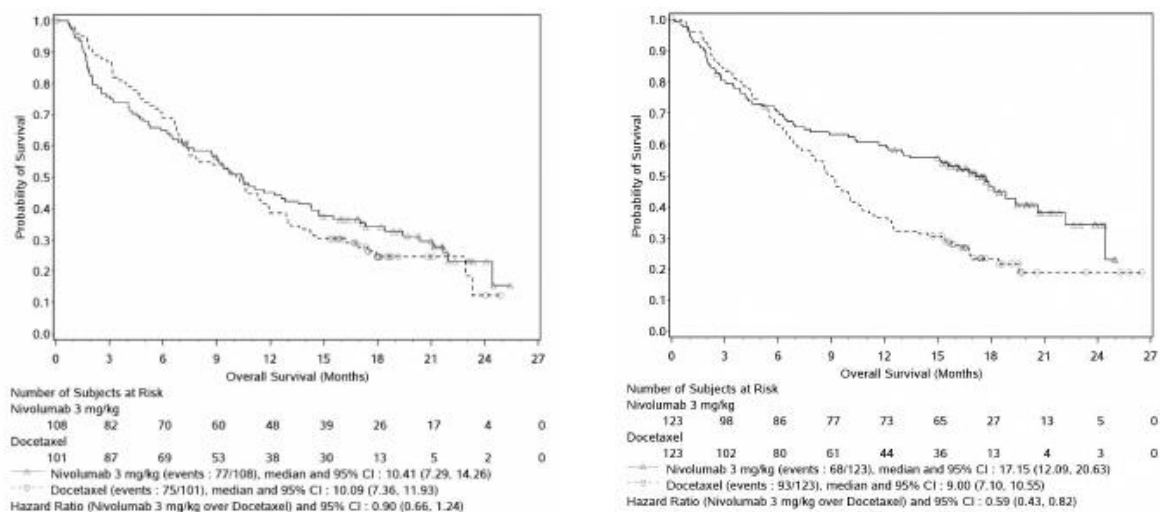 1.0
0.9
0.8
0.7
0.6
0.5
0.4
0.3
0.2
0.1
0.0
Probability of Survival
0 3 6 9 12 15 18 21 24 27
Overall Survival (Months)
Number of Subjects at Risk
Nivolumab 3 mg/kg
108 82 70 60 48 39 26 17 4 0
Docetaxel
101 87 69 53 38 30 13 5 2 0
Nivolumab 3 mg/kg (events : 77/108), median and 95% CI : 10.41 (7.29, 14.26)
Docetaxel (events : 75/101), median and 95% CI : 10.09 (7.36, 11.93)
Hazard Ratio (Nivolumab 3 mg/kg over Docetaxel) and 95% CI : 0.90 (0.66, 1.24)
1.0
0.9
0.8
0.7
0.6
0.5
0.4
0.3
0.2
0.1
0.0
Probability of Survival
0 3 6 9 12 15 18 21 24 27
Overall Survival (Months)
Number of Subjects at Risk
Nivolumab 3 mg/kg
123 98 86 77 73 65 27 13 5 0
Docetaxel
123 102 80 61 44 36 13 4 3 0
Nivolumab 3 mg/kg (events : 68/123), median and 95% CI : 17.15 (12.09, 20.63)
Docetaxel (events : 93/123), median and 95% CI : 9.00 (7.10, 10.55)
Hazard Ratio (Nivolumab 3 mg/kg over Docetaxel) and 95% CI : 0.59 (0.43, 0.82)